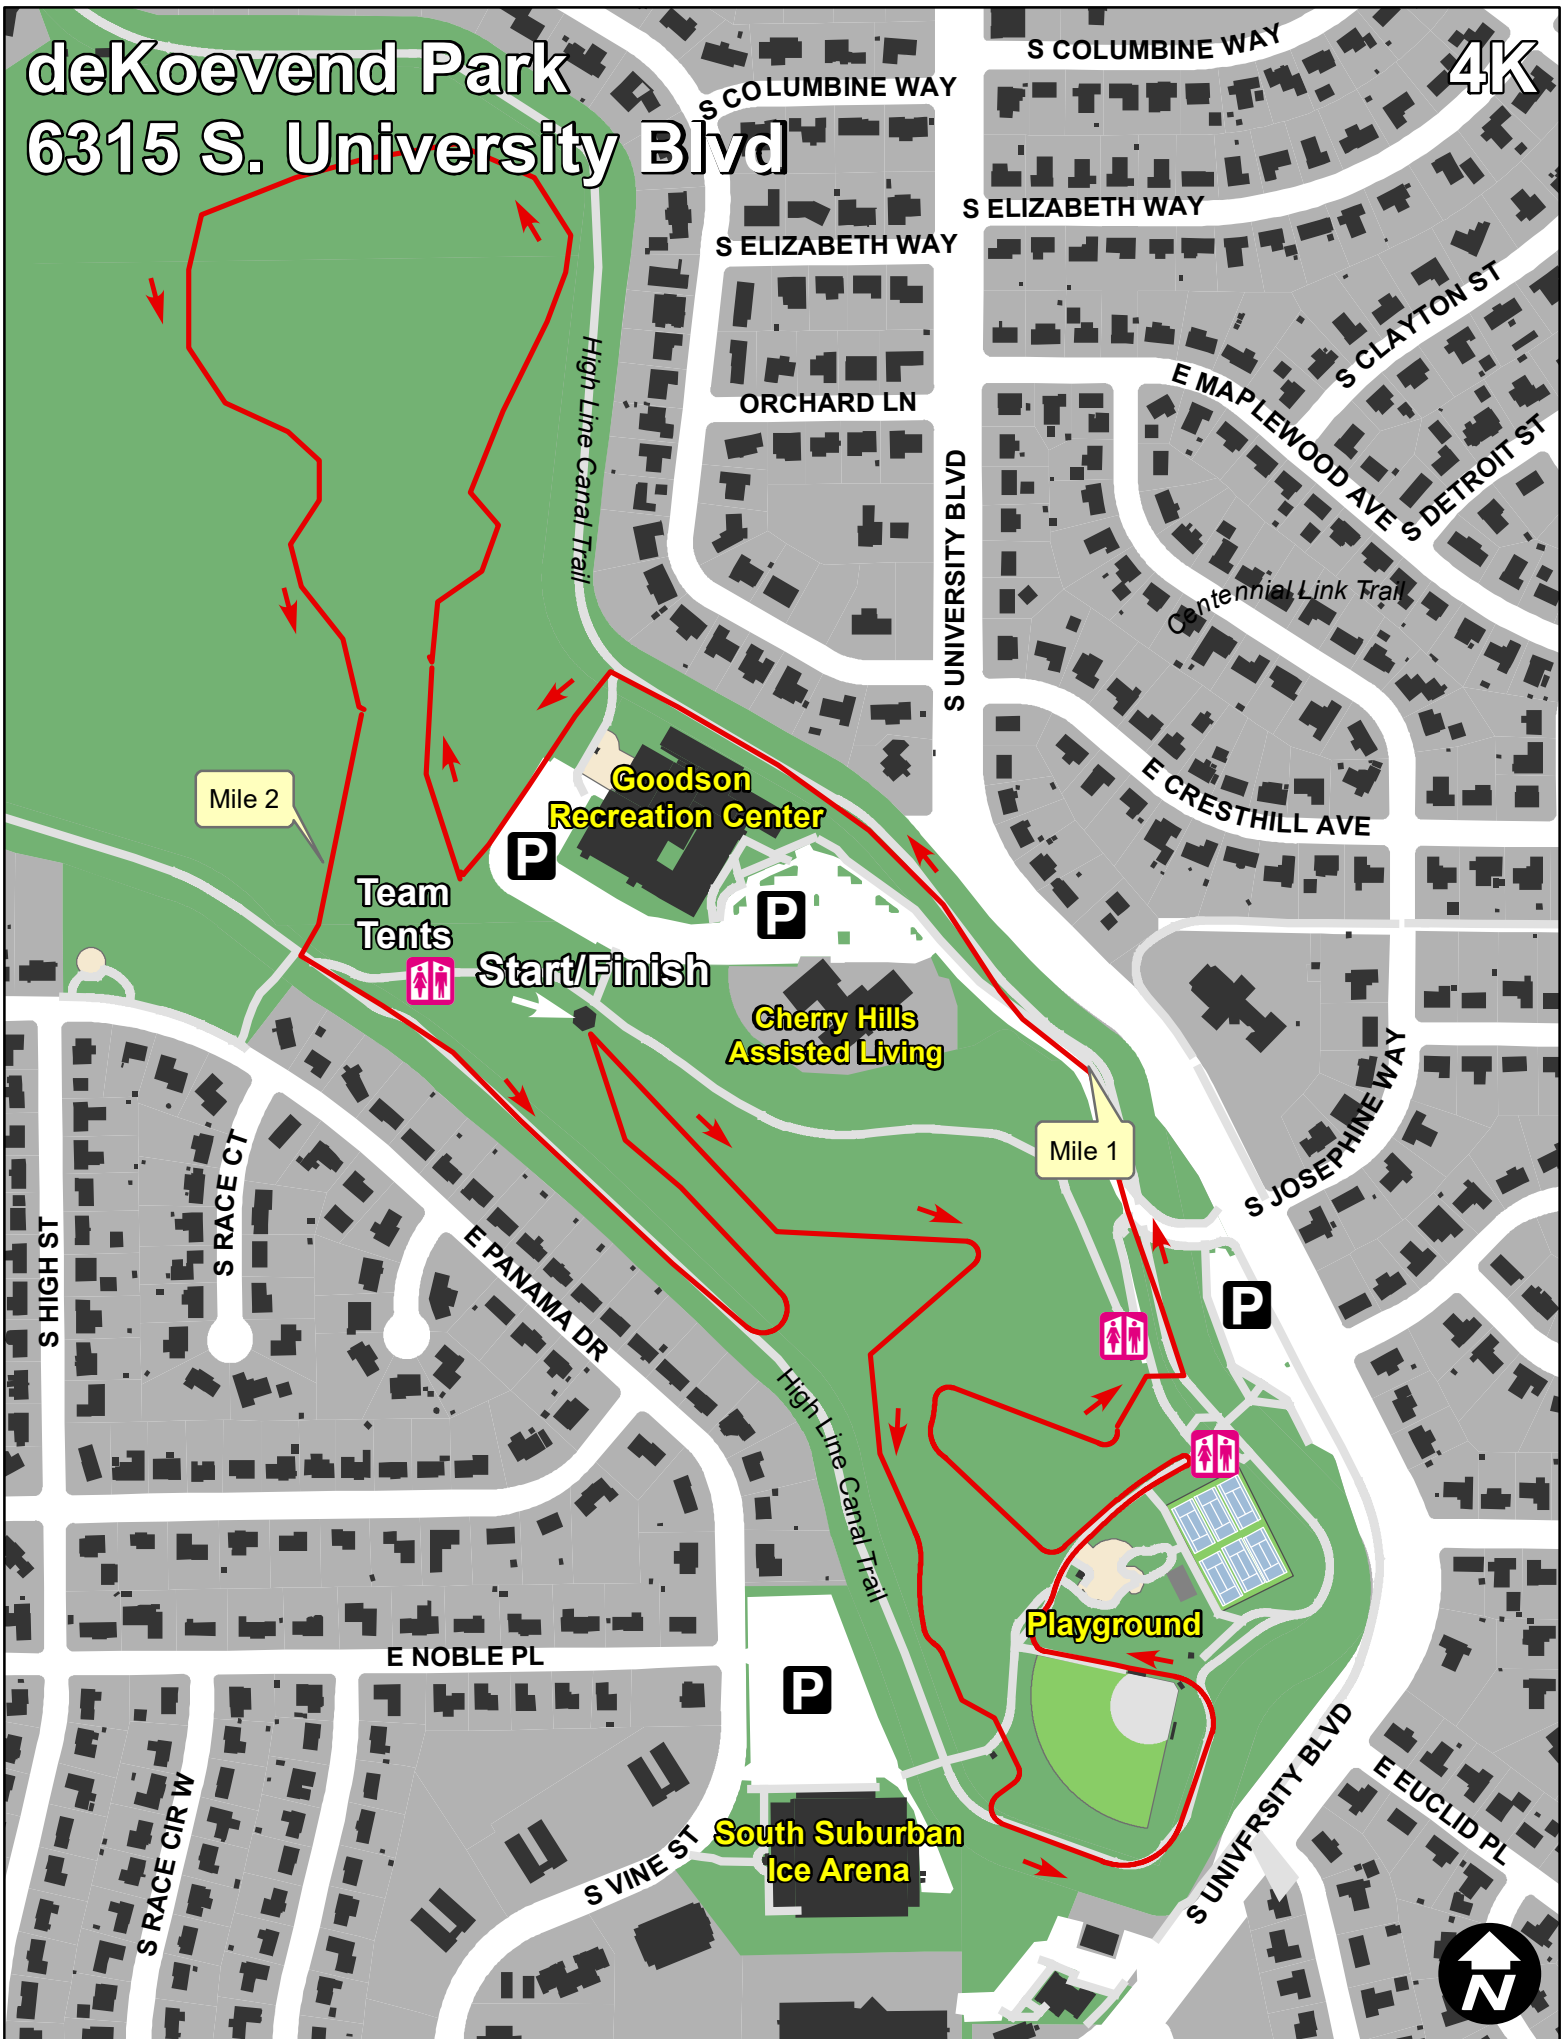 deKoevend Park
6315 S. University Blvd
4K
S COLUMBINE WAY
S COLUMBINE WAY
S ELIZABETH WAY
S ELIZABETH WAY
S CLAYTON ST
E MAPLEWOOD AVE
S DETROIT ST
High Line Canal Trail
ORCHARD LN
S UNIVERSITY BLVD
Centennial Link Trail
Goodson
Recreation Center
E CRESTHILL AVE
Mile 2
P
P
Team
Tents
Start/Finish
Cherry Hills
Assisted Living
Mile 1
S JOSEPHINE WAY
S RACE CT
S HIGH ST
E PANAMA DR
P
High Line Canal Trail
Playground
E NOBLE PL
P
S RACE CIR W
S VINE ST
South Suburban
Ice Arena
S UNIVERSITY BLVD
E EUCLID PL
N